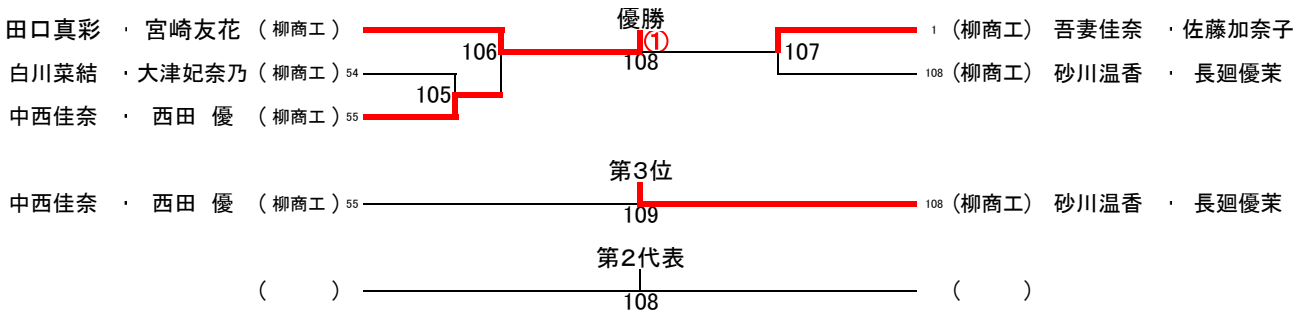 優勝
田口真彩 ・ 宮崎友花 （ 柳商工 ） 106 ① 108 107 1 (柳商工) 吾妻佳奈 ・ 佐藤加奈子
白川菜結 ・ 大津妃奈乃 （ 柳商工 ） 54 108 (柳商工) 砂川温香 ・ 長廻優茉
105
中西佳奈 ・ 西田 優 （ 柳商工 ） 55
第３位
中西佳奈 ・ 西田 優 （ 柳商工 ） 55 109 108 (柳商工) 砂川温香 ・ 長廻優茉
第２代表
（ ） 108 （ ）